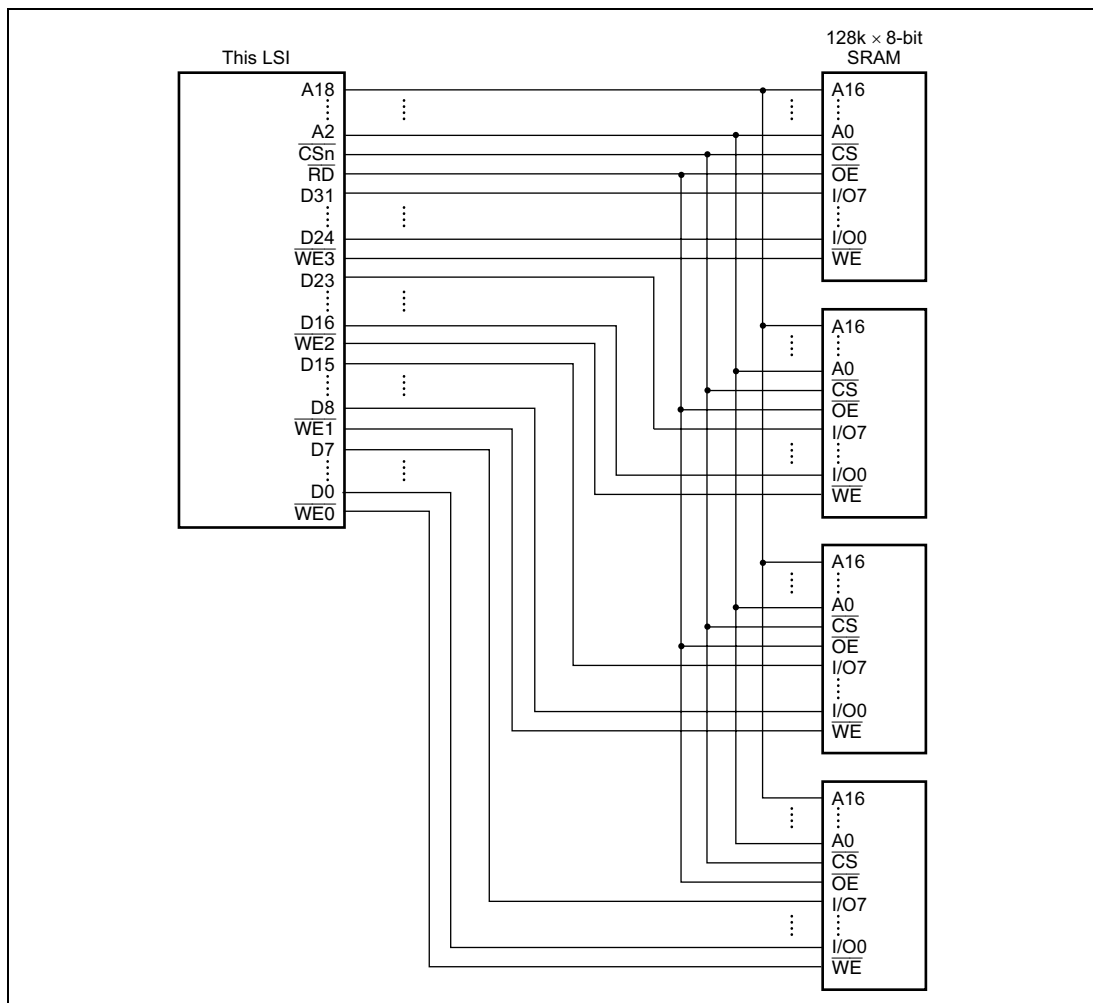 This LSI
A18
A2
CSn
RD
D31
D24
WE3
D23
D16
WE2
D15
D8
WE1
D7
D0
WE0
128k × 8-bit
SRAM
A16
A0
CS
OE
I/O7
I/O0
WE
A16
A0
CS
OE
I/O7
I/O0
WE
A16
A0
CS
OE
I/O7
I/O0
WE
A16
A0
CS
OE
I/O7
I/O0
WE